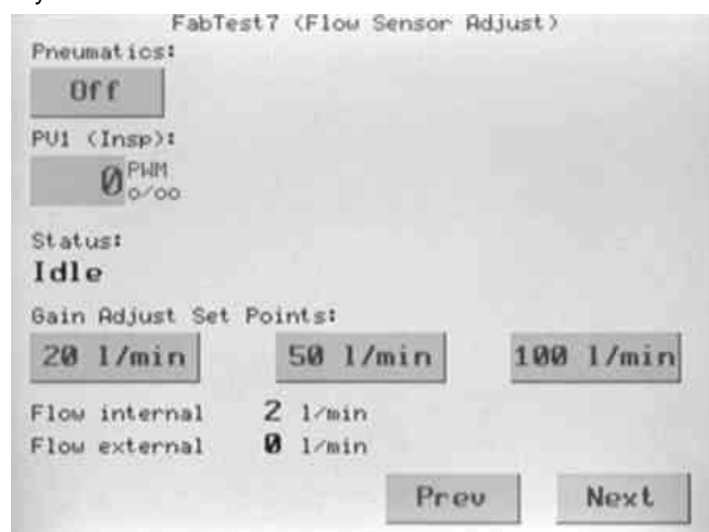 FabTest7 (Flow Sensor Adjust)
Pneumatics:
Off
PV1 (Insp):
0 PWM o/oo
Status:
Idle
Gain Adjust Set Points:
20 l/min 50 l/min 100 l/min
Flow internal 2 l/min
Flow external 0 l/min
Prev Next